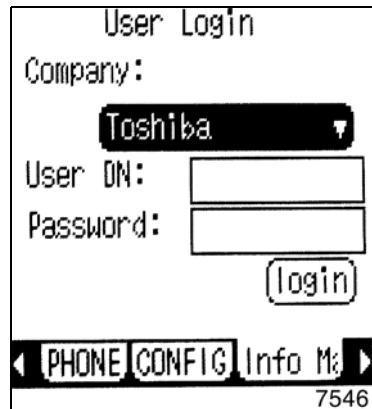 User Login
Company:
Toshiba
User DN:
Password:
login
PHONE CONFIG Info Ma
7546